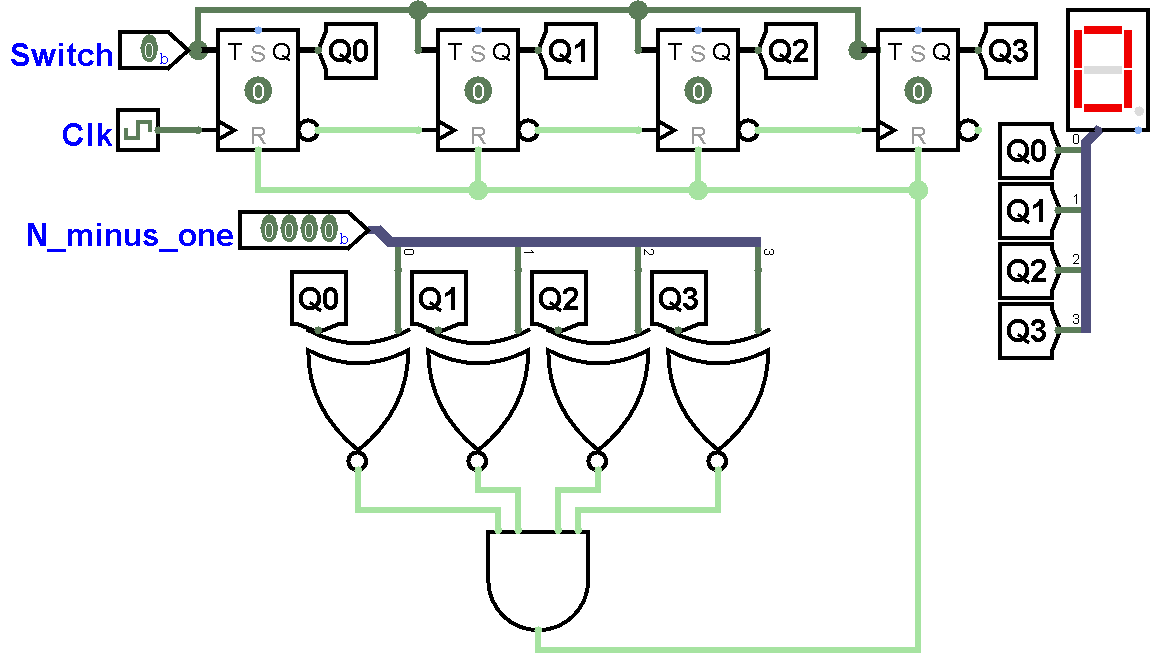 Switch 0b T S Q Q0 T S Q Q1 T S Q Q2 T S Q Q3 0
0 0 0 0
Clk R R R R
0
Q0
1
Q1
N_minus_one 0000b
0 1 2 3
2
Q2
Q0 Q1 Q2 Q3
3
Q3